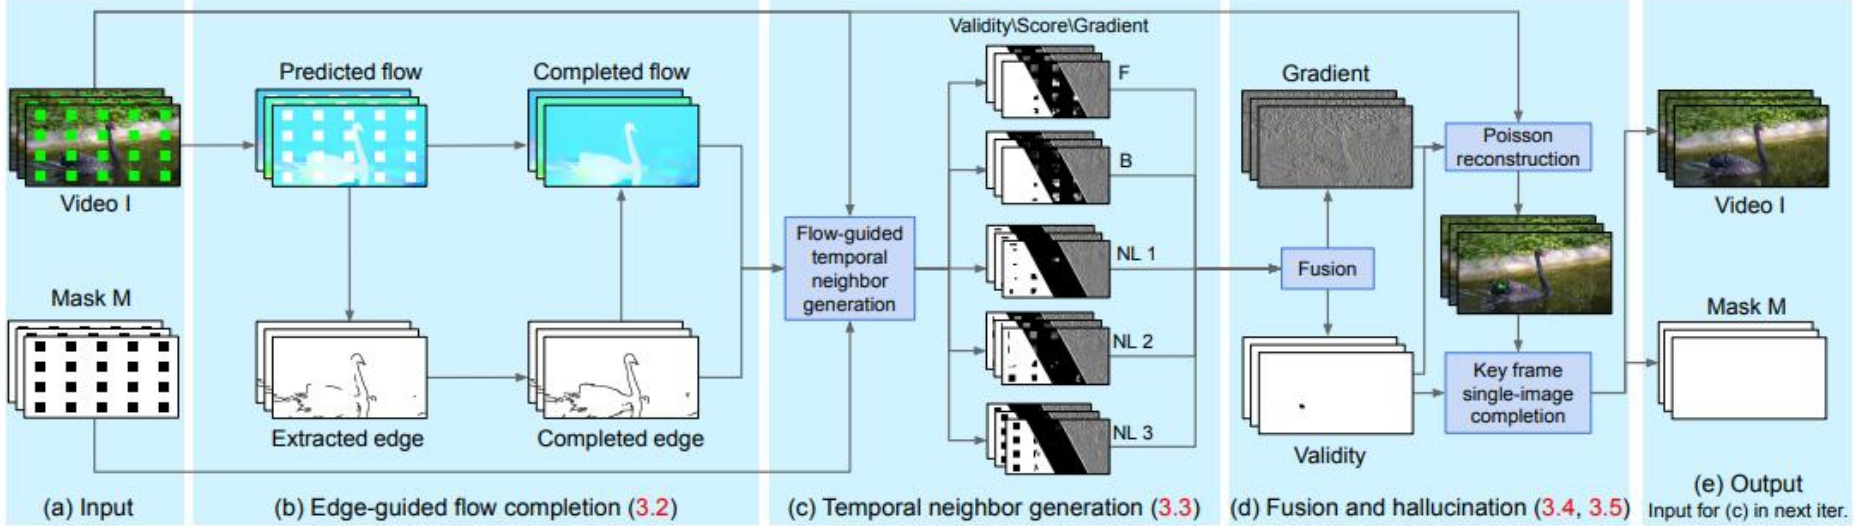 Video I
Mask M
(a) Input
Predicted flow
Completed flow
Extracted edge
Completed edge
(b) Edge-guided flow completion (3.2)
Flow-guided
temporal
neighbor
generation
Validity\Score\Gradient
F
B
NL 1
NL 2
NL 3
(c) Temporal neighbor generation (3.3)
Gradient
Fusion
Validity
Poisson
reconstruction
Key frame
single-image
completion
(d) Fusion and hallucination (3.4, 3.5)
Video I
Mask M
(e) Output
Input for (c) in next iter.